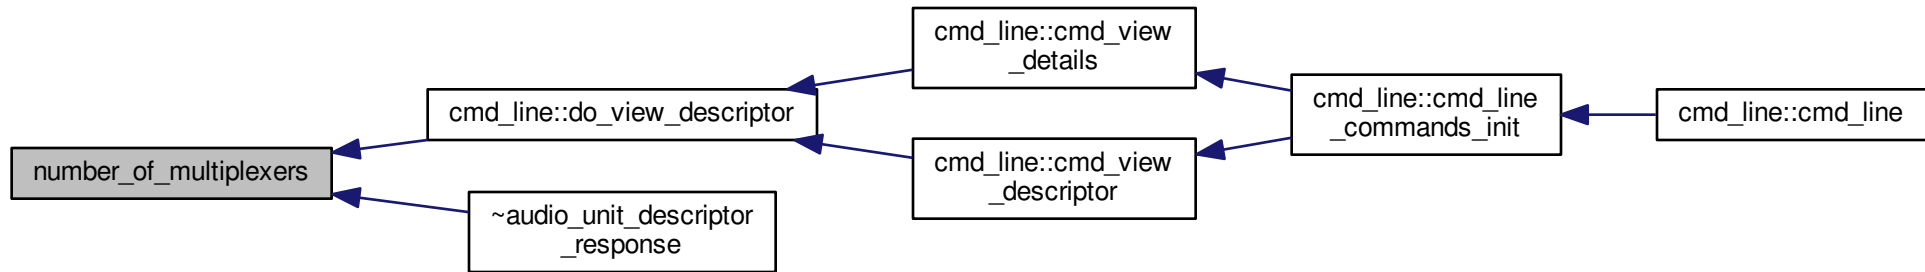 number_of_multiplexers
cmd_line::do_view_descriptor
~audio_unit_descriptor
_response
cmd_line::cmd_view
_details
cmd_line::cmd_view
_descriptor
cmd_line::cmd_line
_commands_init
cmd_line::cmd_line